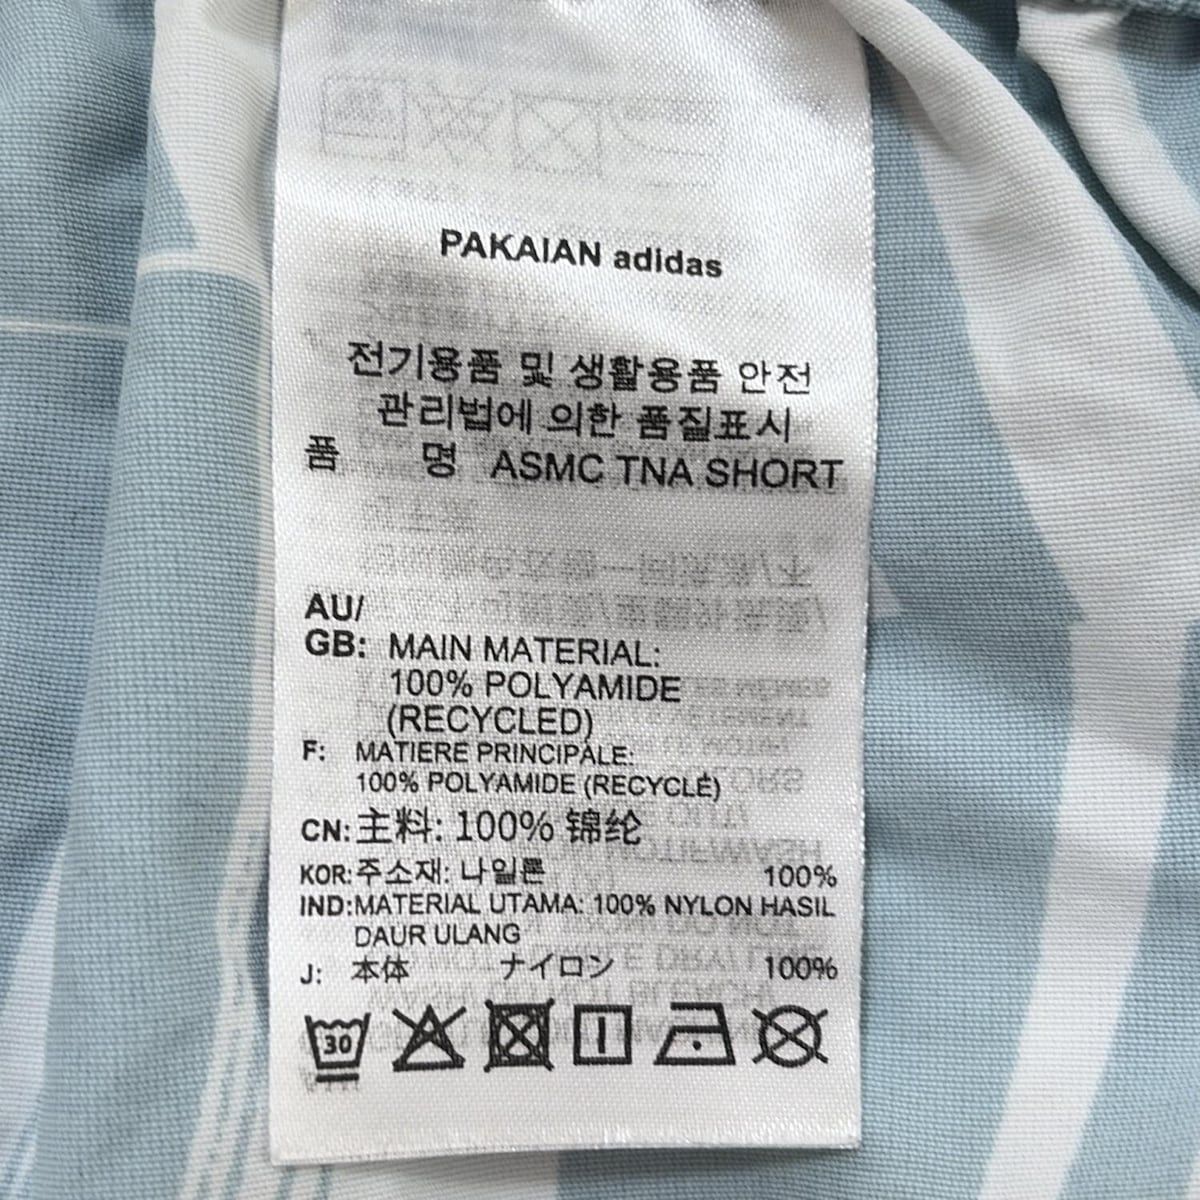 PAKAIAN adidas
전기용품 및 생활용품 안전
관리법에 의한 품질표시
품 명 ASMC TNA SHORT
AU/
GB: MAIN MATERIAL:
100% POLYAMIDE
(RECYCLED)
F: MATIERE PRINCIPALE:
100% POLYAMIDE (RECYCLÉ)
CN: 主料: 100% 锦纶
KOR: 주소재: 나일론 100%
IND: MATERIAL UTAMA: 100% NYLON HASIL
DAUR ULANG
J: 本体 ナイロン 100%
30